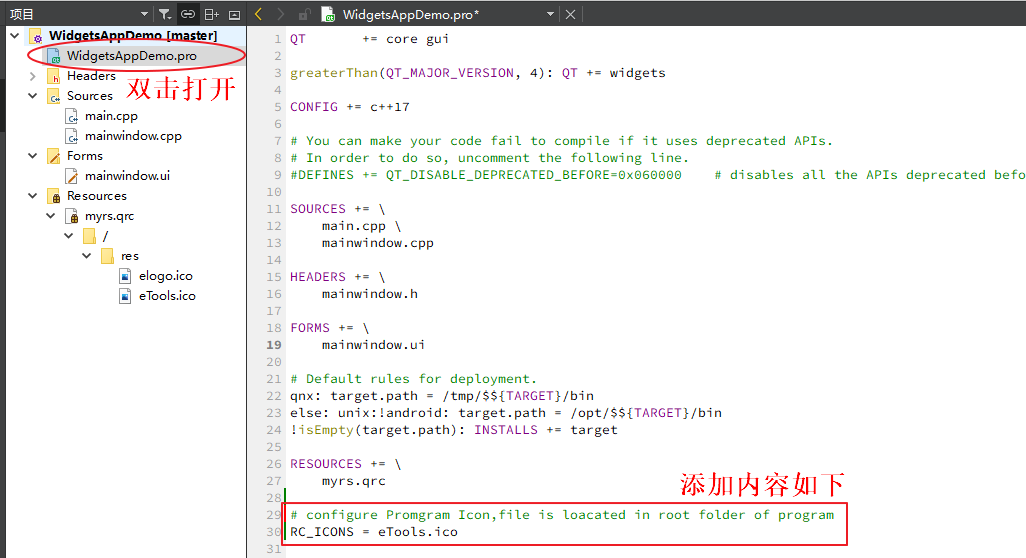 项目
WidgetsAppDemo.pro*
WidgetsAppDemo [master]
WidgetsAppDemo.pro
Headers
双击打开
Sources
main.cpp
mainwindow.cpp
Forms
mainwindow.ui
Resources
myrs.qrc
/
res
elogo.ico
eTools.ico
1 QT       += core gui
2
3 greaterThan(QT_MAJOR_VERSION, 4): QT += widgets
4
5 CONFIG += c++17
6
7 # You can make your code fail to compile if it uses deprecated APIs.
8 # In order to do so, uncomment the following line.
9 #DEFINES += QT_DISABLE_DEPRECATED_BEFORE=0x060000    # disables all the APIs deprecated befo
10
11 SOURCES += \
12     main.cpp \
13     mainwindow.cpp
14
15 HEADERS += \
16     mainwindow.h
17
18 FORMS += \
19     mainwindow.ui
20
21 # Default rules for deployment.
22 qnx: target.path = /tmp/$${TARGET}/bin
23 else: unix:!android: target.path = /opt/$${TARGET}/bin
24 !isEmpty(target.path): INSTALLS += target
25
26 RESOURCES += \
27     myrs.qrc
添加内容如下
28
29 # configure Promgram Icon,file is loacated in root folder of program
30 RC_ICONS = eTools.ico
31